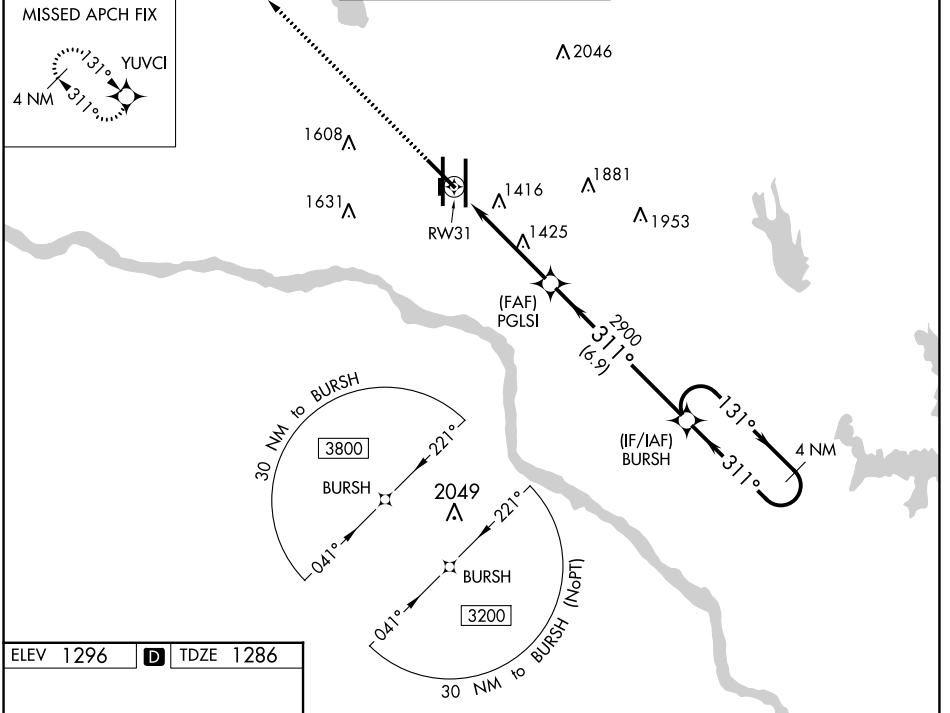 MISSED APCH FIX
131°
YUVCI
4 NM
311°
2046
1608
1631
1416
1881
1425
1953
RW31
(FAF)
PGLSI
2900
311°
(6.9)
131°
(IF/IAF)
BURSH
4 NM
311°
30 NM to BURSH
3800
221°
BURSH
041°
2049
221°
BURSH
3200
041°
30 NM to BURSH (NoPT)
ELEV 1296 D TDZE 1286